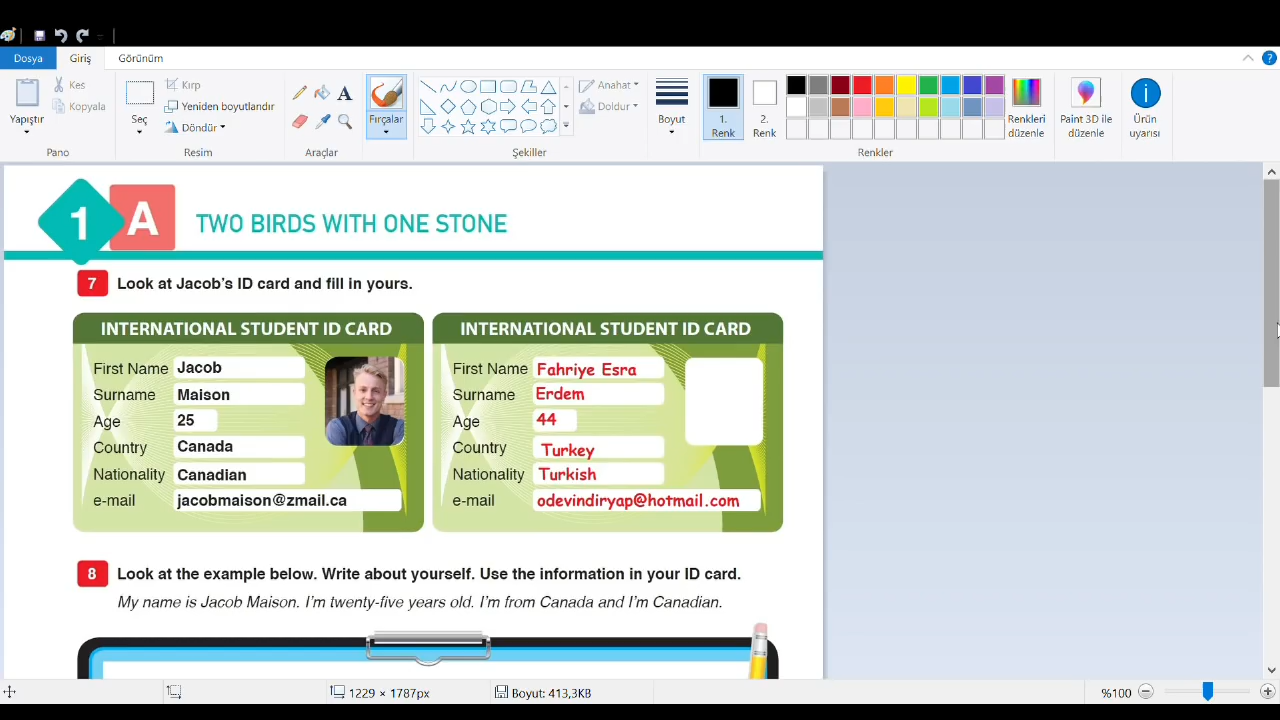 Dosya Giriş Görünüm
Yapıştır
Kes
Kopyala
Pano
Seç
Kırp
Yeniden boyutlandır
Döndür
Resim
A
Araçlar
Fırçalar
Anahat
Doldur
Şekiller
Boyut
1. Renk
2. Renk
Renkleri düzenle
Renkler
Paint 3D ile düzenle
Ürün uyarısı
1 A TWO BIRDS WITH ONE STONE
7 Look at Jacob's ID card and fill in yours.
INTERNATIONAL STUDENT ID CARD
First Name Jacob
Surname Maison
Age 25
Country Canada
Nationality Canadian
e-mail jacobmaison@zmail.ca
INTERNATIONAL STUDENT ID CARD
First Name Fahriye Esra
Surname Erdem
Age 44
Country Turkey
Nationality Turkish
e-mail odevindiryap@hotmail.com
8 Look at the example below. Write about yourself. Use the information in your ID card.
My name is Jacob Maison. I'm twenty-five years old. I'm from Canada and I'm Canadian.
1229 × 1787px
Boyut: 413,3KB
%100